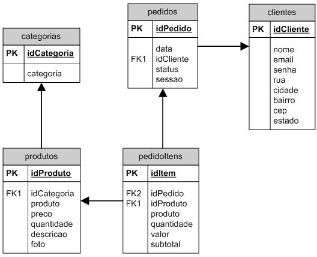 categorias
PK idCategoria
categoria
pedidos
PK idPedido
data
FK1 idCliente
status
sessao
clientes
PK idCliente
nome
email
senha
rua
cidade
bairro
cep
estado
produtos
PK idProduto
FK1 idCategoria
produto
preco
quantidade
descricao
foto
pedidoItens
PK idItem
FK2 idPedido
FK1 idProduto
produto
quantidade
valor
subtotal